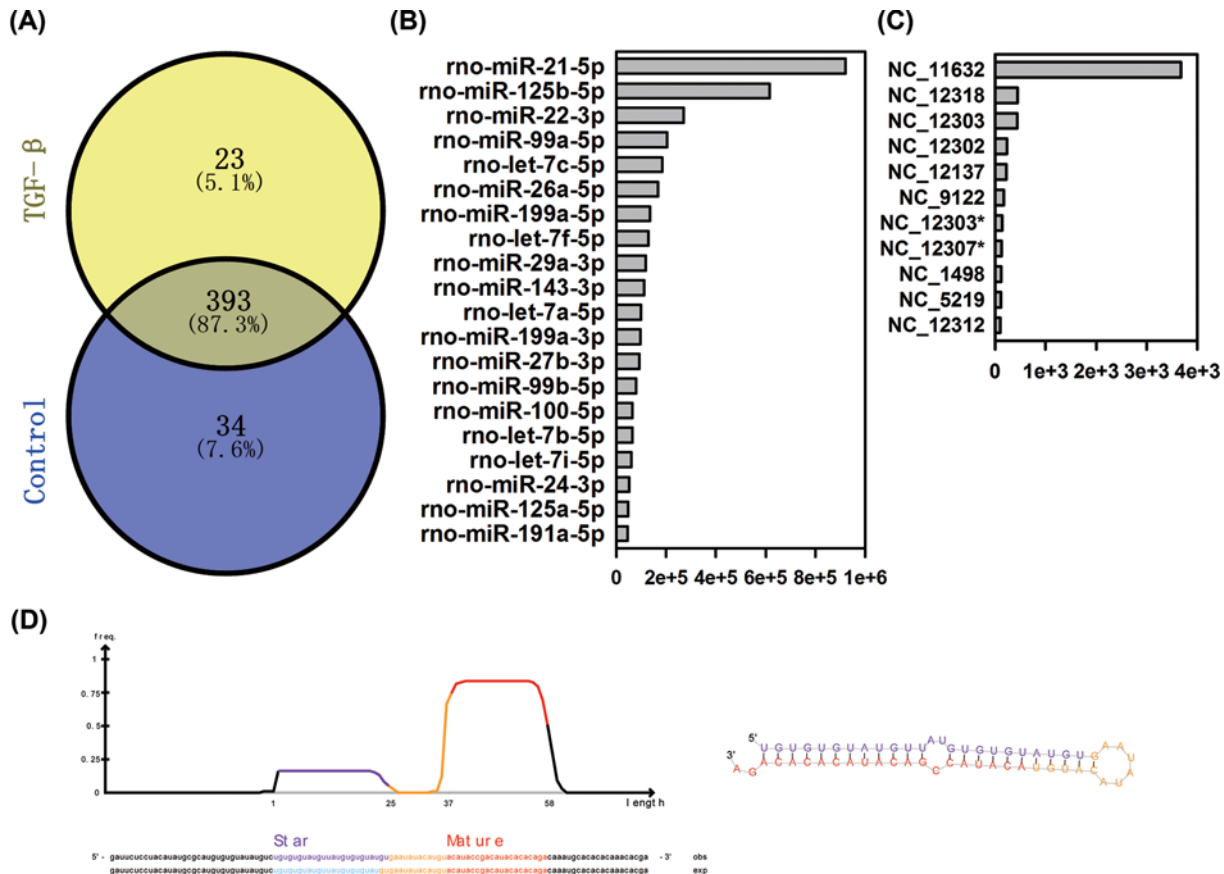 (A)
TGF-β
Control
23
(5.1%)
393
(87.3%)
34
(7.6%)
(B)
rno-miR-21-5p
rno-miR-125b-5p
rno-miR-22-3p
rno-miR-99a-5p
rno-let-7c-5p
rno-miR-26a-5p
rno-miR-199a-5p
rno-let-7f-5p
rno-miR-29a-3p
rno-miR-143-3p
rno-let-7a-5p
rno-miR-199a-3p
rno-miR-27b-3p
rno-miR-99b-5p
rno-miR-100-5p
rno-let-7b-5p
rno-let-7i-5p
rno-miR-24-3p
rno-miR-125a-5p
rno-miR-191a-5p
0 2e+5 4e+5 6e+5 8e+5 1e+6
(C)
NC_11632
NC_12318
NC_12303
NC_12302
NC_12137
NC_9122
NC_12303*
NC_12307*
NC_1498
NC_5219
NC_12312
0 1e+3 2e+3 3e+3 4e+3
(D)
freq.
1
0.75
0.5
0.25
0
1 25 37 58 length
Star Mature
5' - gauucuccuacauaugcgcauguguguauaugucuguguguauguuauguguguaugugaauauacauguacauaccgacauacacacagacaaaugcacacacaaacacga - 3' obs
gauucuccuacauaugcgcauguguguauaugucuguguguauguuauguguguaugugaauauacauguacauaccgacauacacacagacaaaugcacacacaaacacga exp
5'
3'